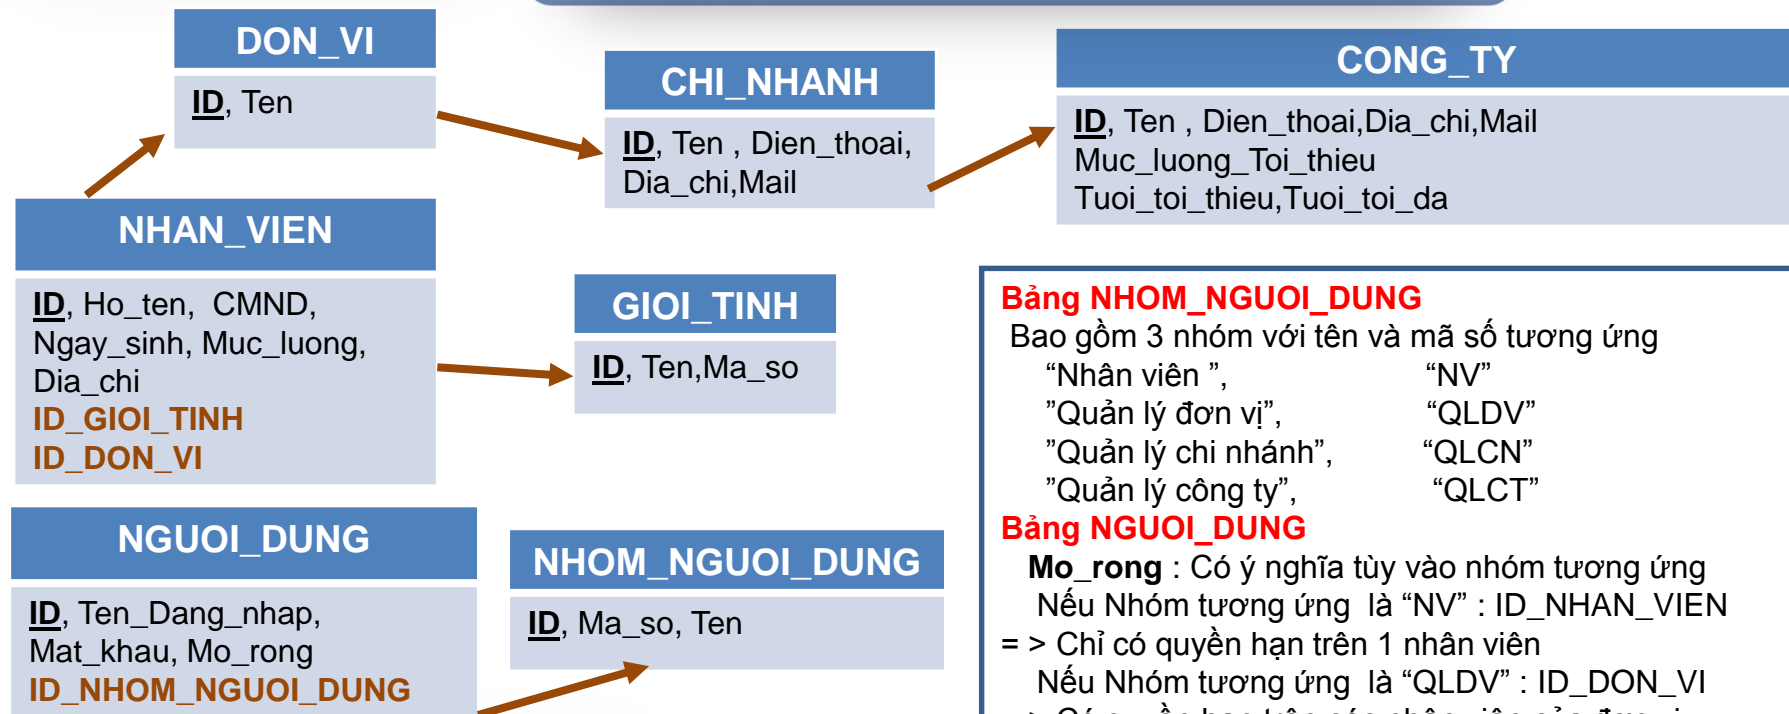 DON_VI
ID, Ten
CHI_NHANH
ID, Ten , Dien_thoai,
Dia_chi,Mail
CONG_TY
ID, Ten , Dien_thoai,Dia_chi,Mail
Muc_luong_Toi_thieu
Tuoi_toi_thieu,Tuoi_toi_da
NHAN_VIEN
ID, Ho_ten, CMND,
Ngay_sinh, Muc_luong,
Dia_chi
ID_GIOI_TINH
ID_DON_VI
GIOI_TINH
ID, Ten,Ma_so
NGUOI_DUNG
ID, Ten_Dang_nhap,
Mat_khau, Mo_rong
ID_NHOM_NGUOI_DUNG
NHOM_NGUOI_DUNG
ID, Ma_so, Ten
Bảng NHOM_NGUOI_DUNG
Bao gồm 3 nhóm với tên và mã số tương ứng
“Nhân viên ”, “NV”
”Quản lý đơn vị”, “QLDV”
”Quản lý chi nhánh”, “QLCN”
”Quản lý công ty”, “QLCT”
Bảng NGUOI_DUNG
Mo_rong : Có ý nghĩa tùy vào nhóm tương ứng
Nếu Nhóm tương ứng là “NV” : ID_NHAN_VIEN
= > Chỉ có quyền hạn trên 1 nhân viên
Nếu Nhóm tương ứng là “QLDV” : ID_DON_VI